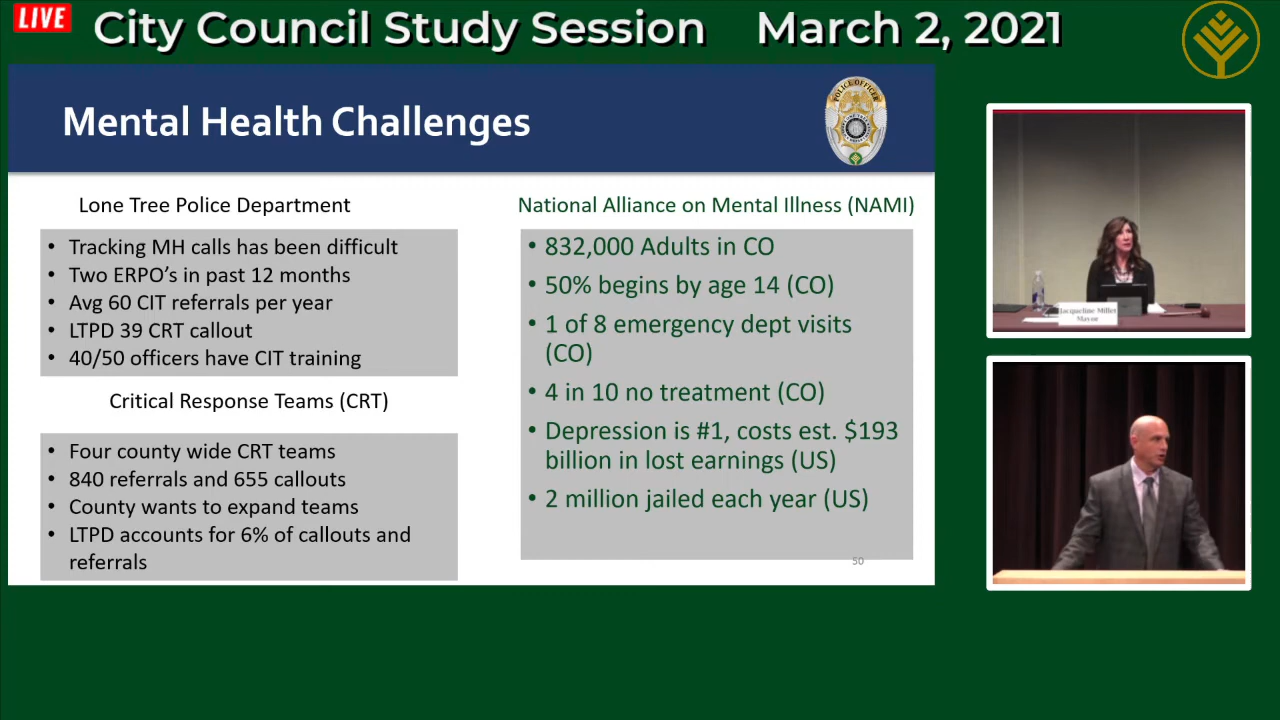 LIVE
City Council Study Session March 2, 2021
Mental Health Challenges
POLICE OFFICER
Lone Tree Police Department
• Tracking MH calls has been difficult
• Two ERPO’s in past 12 months
• Avg 60 CIT referrals per year
• LTPD 39 CRT callout
• 40/50 officers have CIT training
Critical Response Teams (CRT)
• Four county wide CRT teams
• 840 referrals and 655 callouts
• County wants to expand teams
• LTPD accounts for 6% of callouts and
referrals
National Alliance on Mental Illness (NAMI)
• 832,000 Adults in CO
• 50% begins by age 14 (CO)
• 1 of 8 emergency dept visits
(CO)
• 4 in 10 no treatment (CO)
• Depression is #1, costs est. $193
billion in lost earnings (US)
• 2 million jailed each year (US)
50
Jacqueline Millet
Mayor